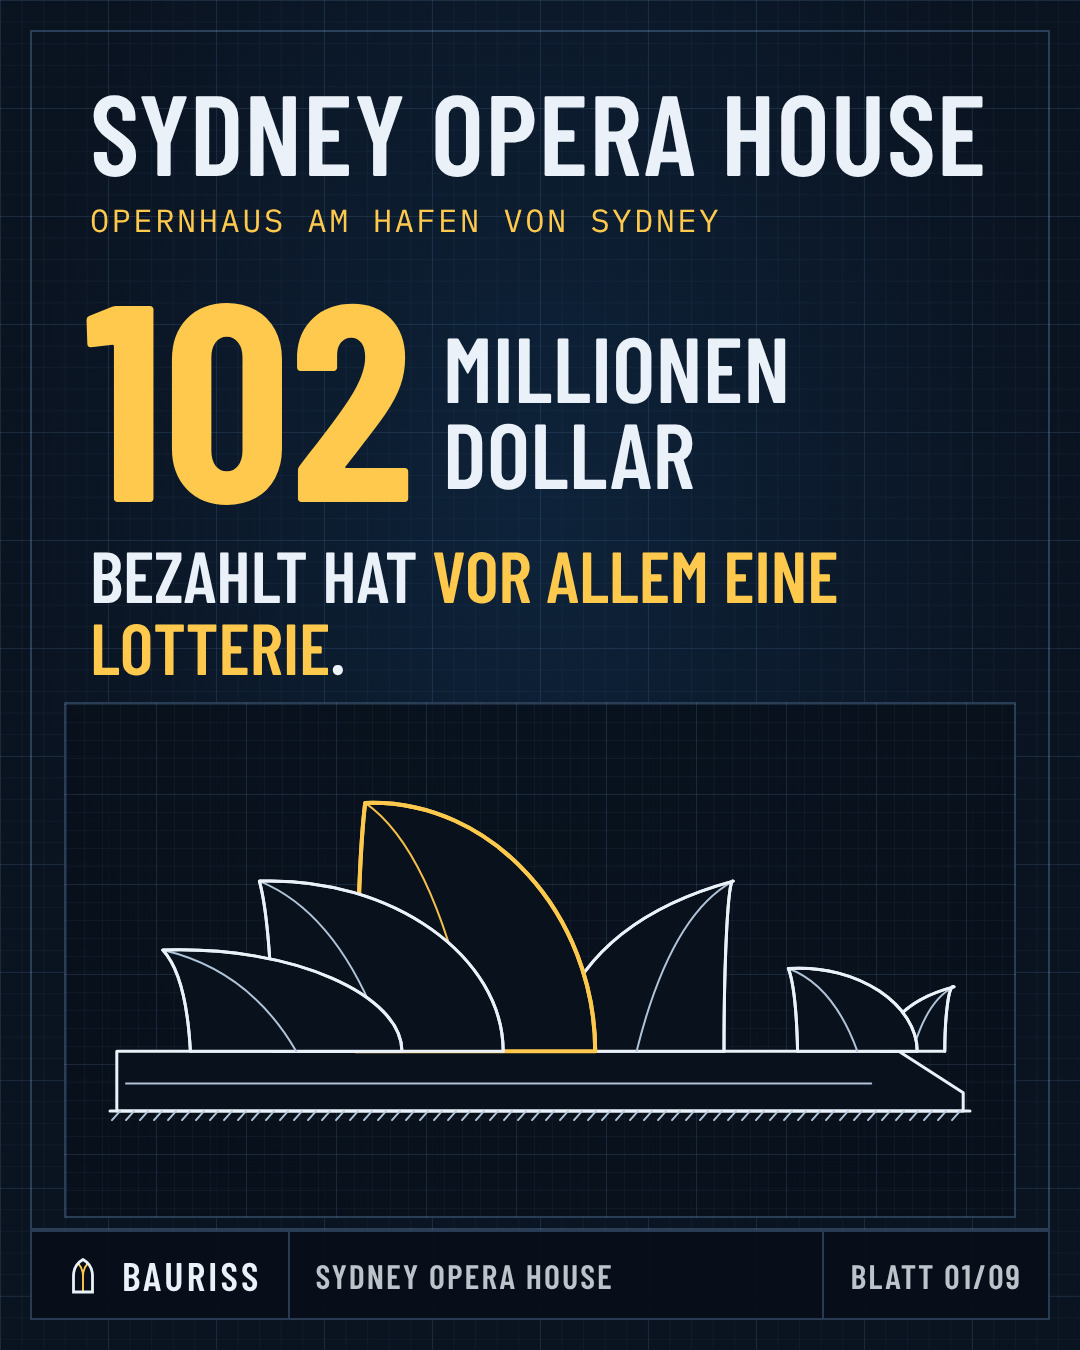 SYDNEY OPERA HOUSE
OPERNHAUS AM HAFEN VON SYDNEY
102
MILLIONEN
DOLLAR
BEZAHLT HAT VOR ALLEM EINE
LOTTERIE.
BAURISS
SYDNEY OPERA HOUSE
BLATT 01/09